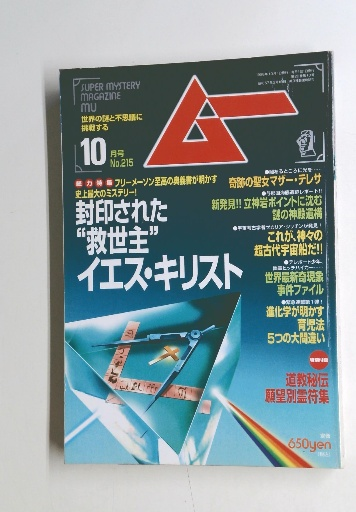 SUPER MYSTERY
MAGAZINE
MU
世界の謎と不思議に
挑戦する
ムー
10
月号
No.215
総力特集
フリーメーソン至高の奥義書が明かす
史上最大のミステリー!
封印された
“救世主”
イエス・キリスト
奇跡の聖女マザー・テレサ
新発見!! 立神岩ポイントに沈む
謎の神殿遺構
これが、神々の
超古代宇宙船だ!!
世界最新奇現象
事件ファイル
進化学が明かす
育児法
5つの大間違い
道教秘伝
願望別霊符集
650yen